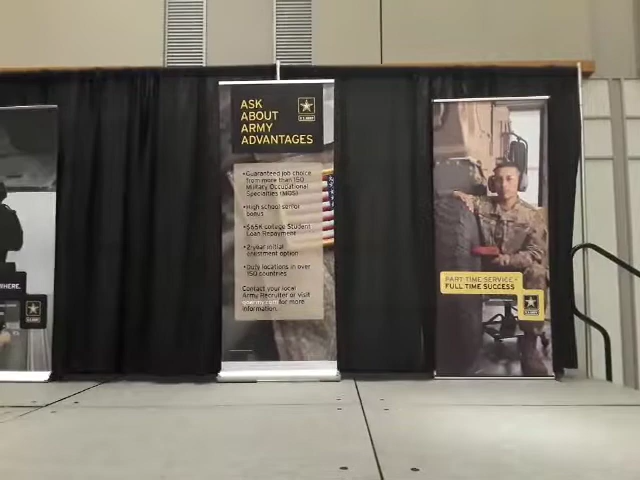 HERE.
ASK
ABOUT
ARMY
ADVANTAGES
U.S.ARMY
•Guaranteed job choice
from more than 150
Military Occupational
Specialties (MOS)
•High school senior
bonus
•$65K college Student
Loan Repayment
•2-year initial
enlistment option
•Duty locations in over
150 countries
Contact your local
Army Recruiter or visit
for more
information.
PART TIME SERVICE•
FULL TIME SUCCESS